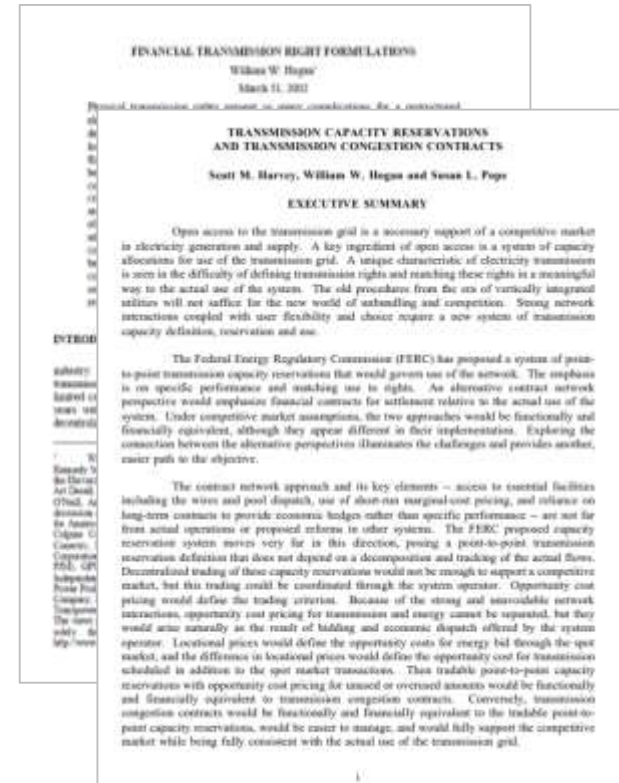 FINANCIAL TRANSMISSION RIGHT FORMULATIONS
William W. Hogan
March 31, 2002
Physical transmission rights present so many complications for a restructured
TRANSMISSION CAPACITY RESERVATIONS
AND TRANSMISSION CONGESTION CONTRACTS
Scott M. Harvey, William W. Hogan and Susan L. Pope
EXECUTIVE SUMMARY
Open access to the transmission grid is a necessary support of a competitive market
in electricity generation and supply. A key ingredient of open access is a system of capacity
allocations for use of the transmission grid. A unique characteristic of electricity transmission
is seen in the difficulty of defining transmission rights and matching these rights in a meaningful
way to the actual use of the system. The old procedures from the era of vertically integrated
utilities will not suffice for the new world of unbundling and competition. Strong network
interactions coupled with user flexibility and choice require a new system of transmission
capacity definition, reservation and use.
The Federal Energy Regulatory Commission (FERC) has proposed a system of point-
to-point transmission capacity reservations that would govern use of the network. The emphasis
is on specific performance and matching use to rights. An alternative contract network
perspective would emphasize financial contracts for settlement relative to the actual use of the
system. Under competitive market assumptions, the two approaches would be functionally and
financially equivalent, although they appear different in their implementation. Exploring the
connection between the alternative perspectives illuminates the challenges and provides another,
easier path to the objective.
The contract network approach and its key elements -- access to essential facilities
including the wires and pool dispatch, use of short-run marginal-cost pricing, and reliance on
long-term contracts to provide economic hedges rather than specific performance -- are not far
from actual operations or proposed reforms in other systems. The FERC proposed capacity
reservation system moves very far in this direction, posing a point-to-point transmission
reservation definition that does not depend on a decomposition and tracking of the actual flows.
Decentralized trading of these capacity reservations would not be enough to support a competitive
market, but this trading could be coordinated through the system operator. Opportunity cost
pricing would define the trading criterion. Because of the strong and unavoidable network
interactions, opportunity cost pricing for transmission and energy cannot be separated, but they
would arise naturally as the result of bidding and economic dispatch offered by the system
operator. Locational prices would define the opportunity costs for energy bid through the spot
market, and the difference in locational prices would define the opportunity cost for transmission
scheduled in addition to the spot market transactions. Then tradable point-to-point capacity
reservations with opportunity cost pricing for unused or overused amounts would be functionally
and financially equivalent to transmission congestion contracts. Conversely, transmission
congestion contracts would be functionally and financially equivalent to the tradable point-to-
point capacity reservations, would be easier to manage, and would fully support the competitive
market while being fully consistent with the actual use of the transmission grid.